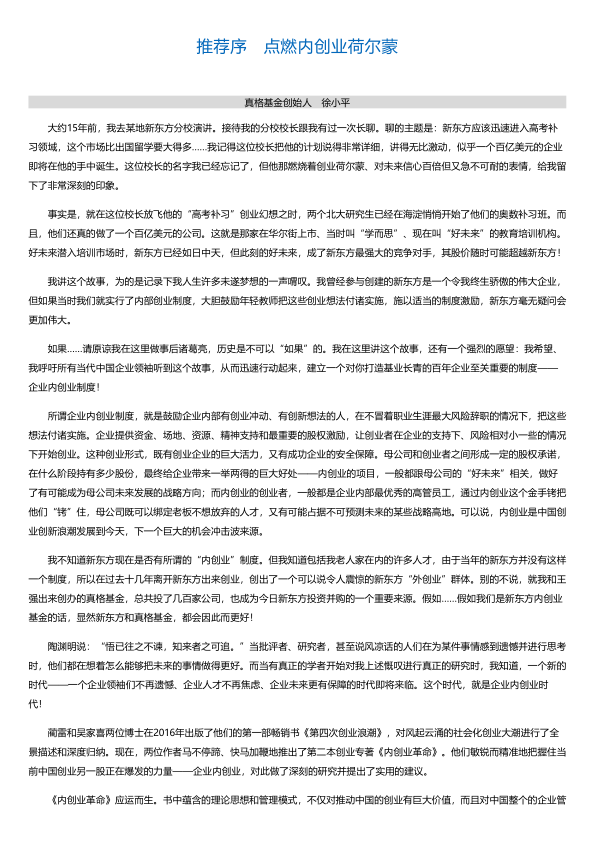 推荐序　点燃内创业荷尔蒙
真格基金创始人　徐小平
大约15年前，我去某地新东方分校演讲。接待我的分校校长跟我有过一次长聊。聊的主题是：新东方应该迅速进入高考补
习领域，这个市场比出国留学要大得多……我记得这位校长把他的计划说得非常详细，讲得无比激动，似乎一个百亿美元的企业
即将在他的手中诞生。这位校长的名字我已经忘记了，但他那燃烧着创业荷尔蒙、对未来信心百倍但又急不可耐的表情，给我留
下了非常深刻的印象。
事实是，就在这位校长放飞他的“高考补习”创业幻想之时，两个北大研究生已经在海淀悄悄开始了他们的奥数补习班。而
且，他们还真的做了一个百亿美元的公司。这就是那家在华尔街上市、当时叫“学而思”、现在叫“好未来”的教育培训机构。
好未来潜入培训市场时，新东方已经如日中天，但此刻的好未来，成了新东方最强大的竞争对手，其股价随时可能超越新东方！
我讲这个故事，为的是记录下我人生许多未遂梦想的一声喟叹。我曾经参与创建的新东方是一个令我终生骄傲的伟大企业，
但如果当时我们就实行了内部创业制度，大胆鼓励年轻教师把这些创业想法付诸实施，施以适当的制度激励，新东方毫无疑问会
更加伟大。
如果……请原谅我在这里做事后诸葛亮，历史是不可以“如果”的。我在这里讲这个故事，还有一个强烈的愿望：我希望、
我呼吁所有当代中国企业领袖听到这个故事，从而迅速行动起来，建立一个对你打造基业长青的百年企业至关重要的制度——
企业内创业制度！
所谓企业内创业制度，就是鼓励企业内部有创业冲动、有创新想法的人，在不冒着职业生涯最大风险辞职的情况下，把这些
想法付诸实施。企业提供资金、场地、资源、精神支持和最重要的股权激励，让创业者在企业的支持下、风险相对小一些的情况
下开始创业。这种创业形式，既有创业企业的巨大活力，又有成功企业的安全保障。母公司和创业者之间形成一定的股权承诺，
在什么阶段持有多少股份，最终给企业带来一举两得的巨大好处——内创业的项目，一般都跟母公司的“好未来”相关，做好
了有可能成为母公司未来发展的战略方向；而内创业的创业者，一般都是企业内部最优秀的高管员工，通过内创业这个金手铐把
他们“铐”住，母公司既可以绑定老板不想放弃的人才，又有可能占据不可预测未来的某些战略高地。可以说，内创业是中国创
业创新浪潮发展到今天，下一个巨大的机会冲击波来源。
我不知道新东方现在是否有所谓的“内创业”制度。但我知道包括我老人家在内的许多人才，由于当年的新东方并没有这样
一个制度，所以在过去十几年离开新东方出来创业，创出了一个可以说令人震惊的新东方“外创业”群体。别的不说，就我和王
强出来创办的真格基金，总共投了几百家公司，也成为今日新东方投资并购的一个重要来源。假如……假如我们是新东方内创业
基金的话，显然新东方和真格基金，都会因此而更好！
陶渊明说：“悟已往之不谏，知来者之可追。”当批评者、研究者，甚至说风凉话的人们在为某件事情感到遗憾并进行思考
时，他们都在想着怎么能够把未来的事情做得更好。而当有真正的学者开始对我上述慨叹进行真正的研究时，我知道，一个新的
时代——一个企业领袖们不再遗憾、企业人才不再焦虑、企业未来更有保障的时代即将来临。这个时代，就是企业内创业时
代！
蔺雷和吴家喜两位博士在2016年出版了他们的第一部畅销书《第四次创业浪潮》，对风起云涌的社会化创业大潮进行了全
景描述和深度归纳。现在，两位作者马不停蹄、快马加鞭地推出了第二本创业专著《内创业革命》。他们敏锐而精准地把握住当
前中国创业另一股正在爆发的力量——企业内创业，对此做了深刻的研究并提出了实用的建议。
《内创业革命》应运而生。书中蕴含的理论思想和管理模式，不仅对推动中国的创业有巨大价值，而且对中国整个的企业管